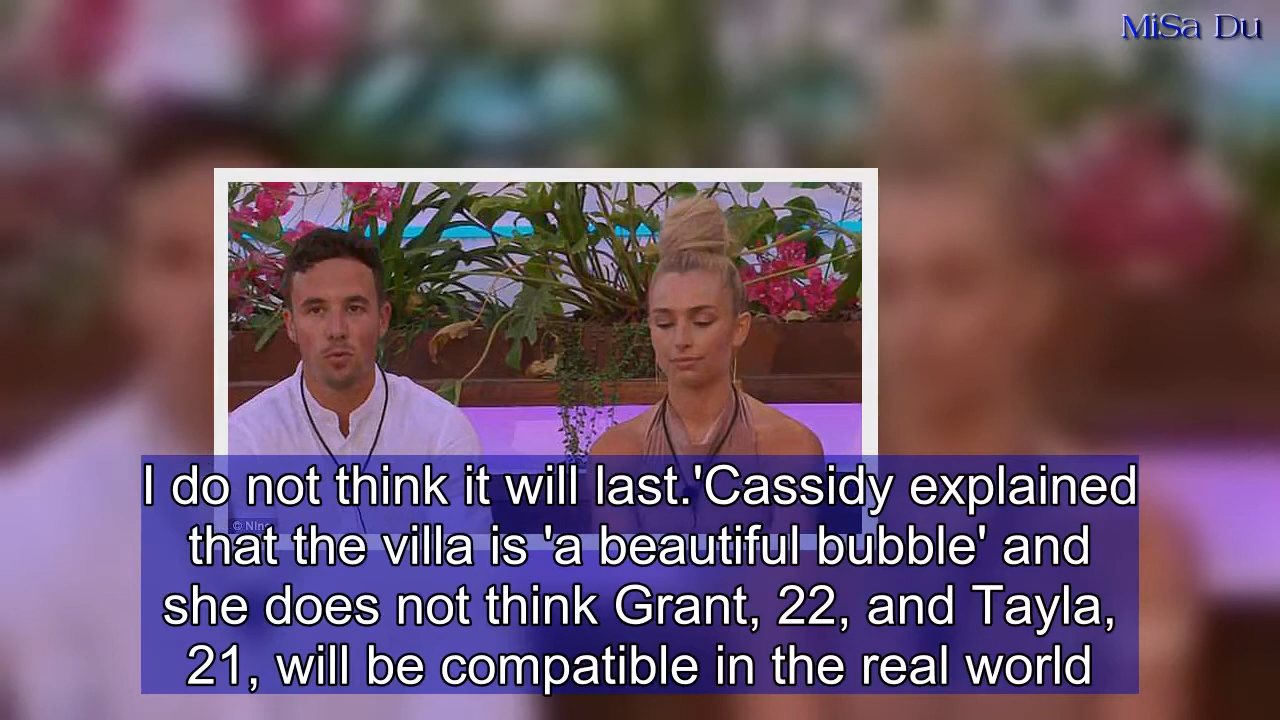 MiSa Du
I do not think it will last.'Cassidy explained
© Nine
that the villa is 'a beautiful bubble' and
she does not think Grant, 22, and Tayla,
21, will be compatible in the real world